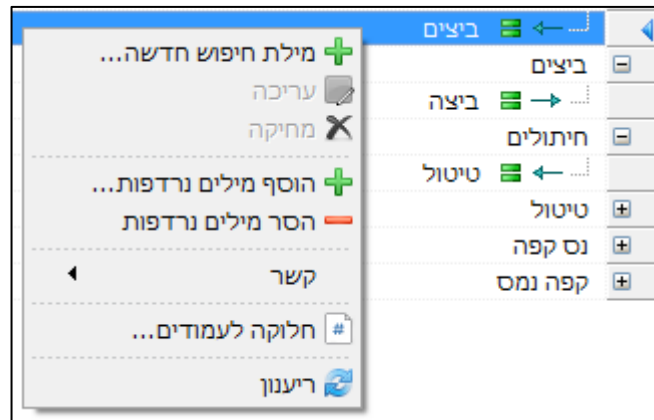 ביצים
ביצים
ביצה
חיתולים
טיטול
טיטול
נס קפה
קפה נמס
מילת חיפוש חדשה...
עריכה
מחיקה
הוסף מילים נרדפות...
הסר מילים נרדפות
קשר
חלוקה לעמודים...
ריענון